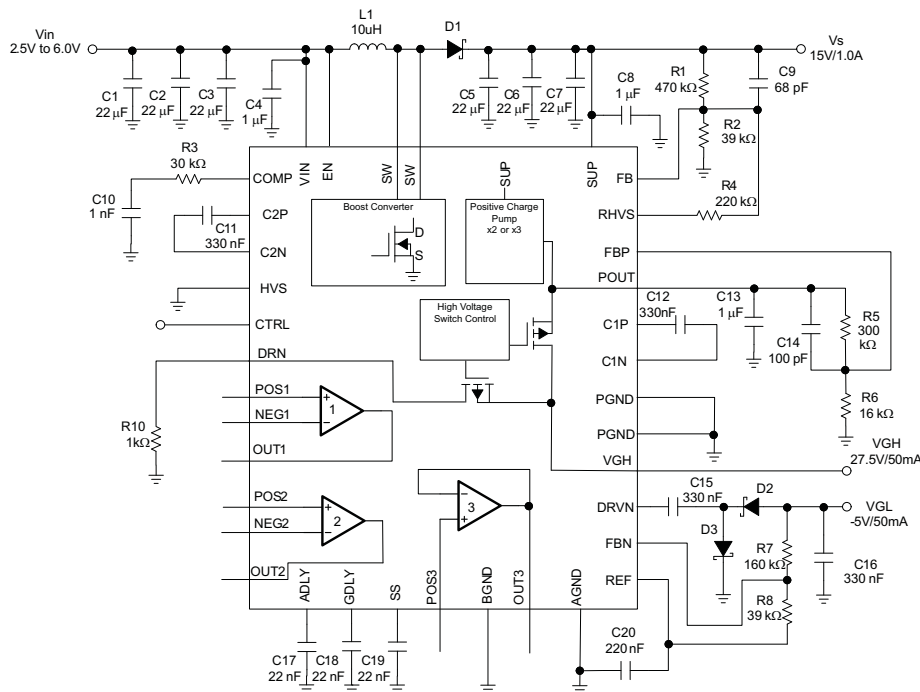 L1
10uH
D1
Vin
2.5V to 6.0V
Vs
15V/1.0A
C1
22 µF
C2
22 µF
C3
22 µF
C4
1 µF
C5
22 µF
C6
22 µF
C7
22 µF
C8
1 µF
R1
470 kΩ
C9
68 pF
R2
39 kΩ
R3
30 kΩ
R4
220 kΩ
C10
1 nF
C11
330 nF
VIN
EN
SW
SW
SUP
SUP
COMP
C2P
C2N
HVS
CTRL
DRN
POS1
NEG1
OUT1
POS2
NEG2
OUT2
Boost Converter
D
S
Positive Charge
Pump
x2 or x3
High Voltage
Switch Control
FB
RHVS
FBP
POUT
C1P
C1N
PGND
PGND
VGH
DRVN
FBN
REF
C12
330nF
C13
1 µF
C14
100 pF
R5
300
kΩ
R6
16 kΩ
VGH
27.5V/50mA
R10
1kΩ
+
−
1
+
−
2
−
+
3
C15
330 nF
D2
D3
VGL
-5V/50mA
R7
160 kΩ
C16
330 nF
R8
39 kΩ
ADLY
GDLY
SS
POS3
BGND
OUT3
AGND
C20
220 nF
C17
22 nF
C18
22 nF
C19
22 nF